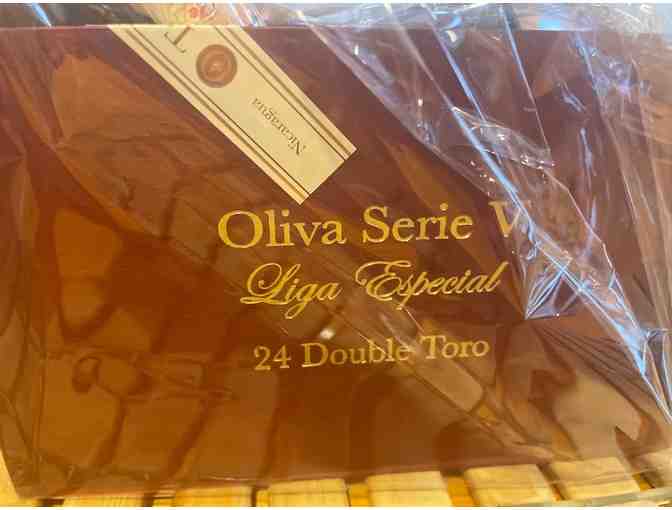 T
Nicaragua
Oliva Serie V
Liga Especial
24 Double Toro